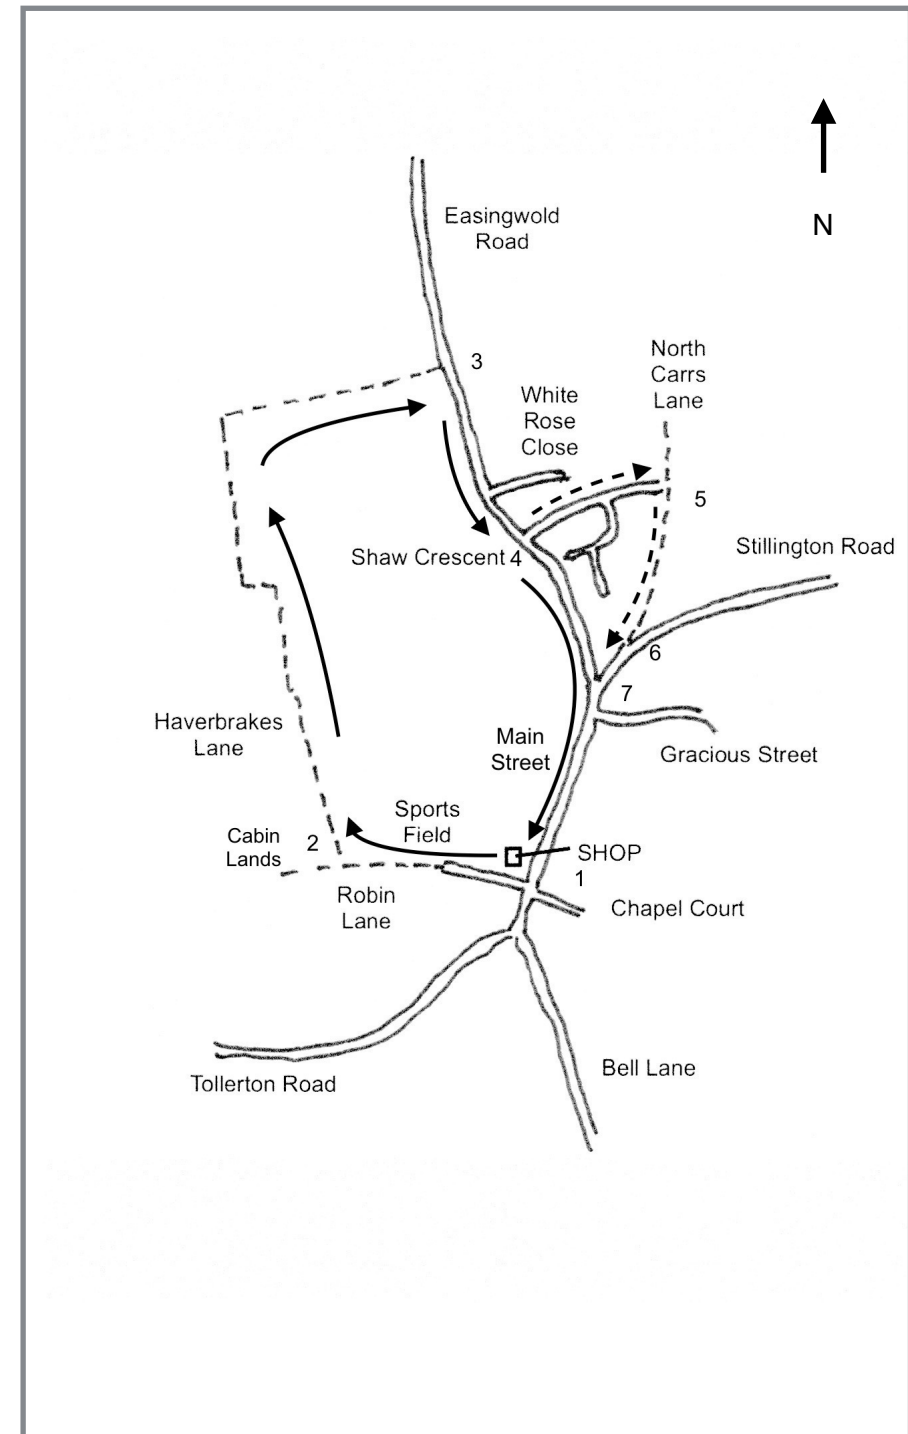 N
Easingwold
Road
3
North
Carrs
Lane
White
Rose
Close
5
Stillington Road
Shaw Crescent 4
6
7
Haverbrakes
Lane
Main
Street
Gracious Street
Sports
Field
Cabin
Lands
2
SHOP
1
Robin
Lane
Chapel Court
Bell Lane
Tollerton Road